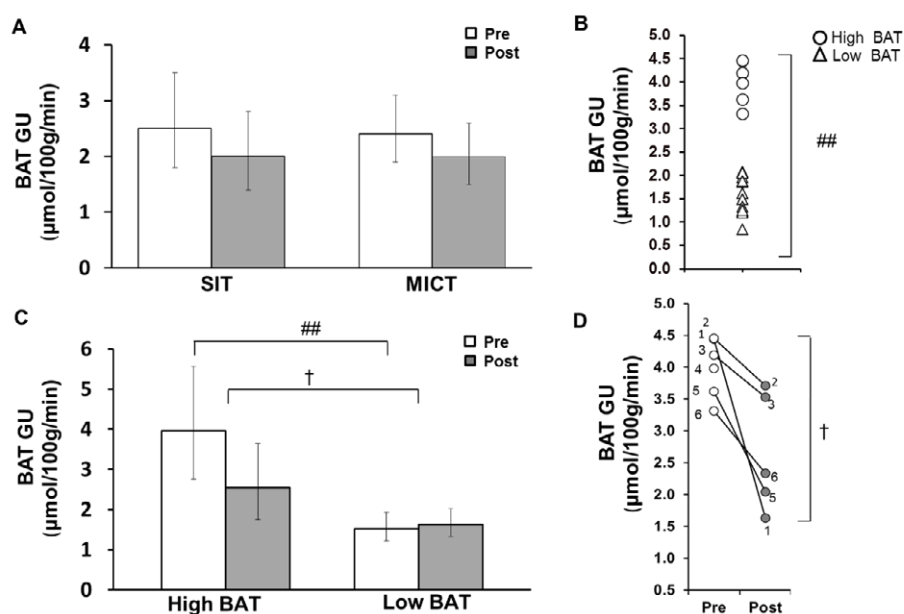 A
BAT GU
(µmol/100g/min)
4
3
2
1
0
Pre
Post
SIT
MICT
B
BAT GU
(µmol/100g/min)
5.0
4.5
4.0
3.5
3.0
2.5
2.0
1.5
1.0
0.5
0.0
High BAT
Low BAT
##
C
BAT GU
(µmol/100g/min)
6
5
4
3
2
1
0
##
†
Pre
Post
High BAT
Low BAT
D
BAT GU
(µmol/100g/min)
5.0
4.5
4.0
3.5
3.0
2.5
2.0
1.5
1.0
0.5
2
1
3
4
5
6
2
3
6
5
1
†
Pre
Post